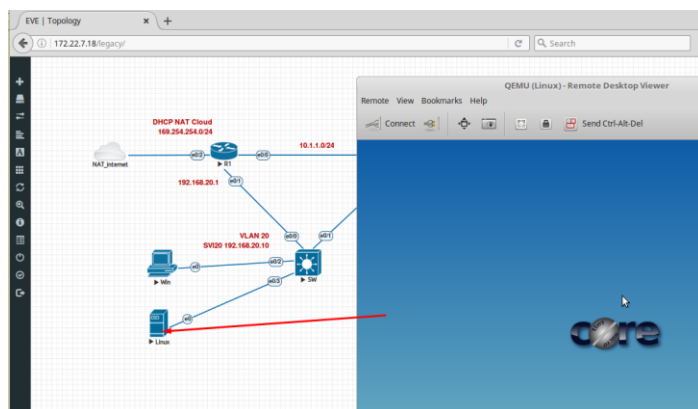 EVE | Topology
172.22.7.18/legacy/
Search
QEMU (Linux) - Remote Desktop Viewer
Remote View Bookmarks Help
Connect
Send Ctrl-Alt-Del
DHCP NAT Cloud
169.254.254.0/24
10.1.1.0/24
NAT_internet
e0/2
e0/0
R1
192.168.20.1
e0/1
VLAN 20
SVI20 192.168.20.10
e0/0
e0/1
e0/2
SW
e0
Win
e0/3
e0
Linux
core